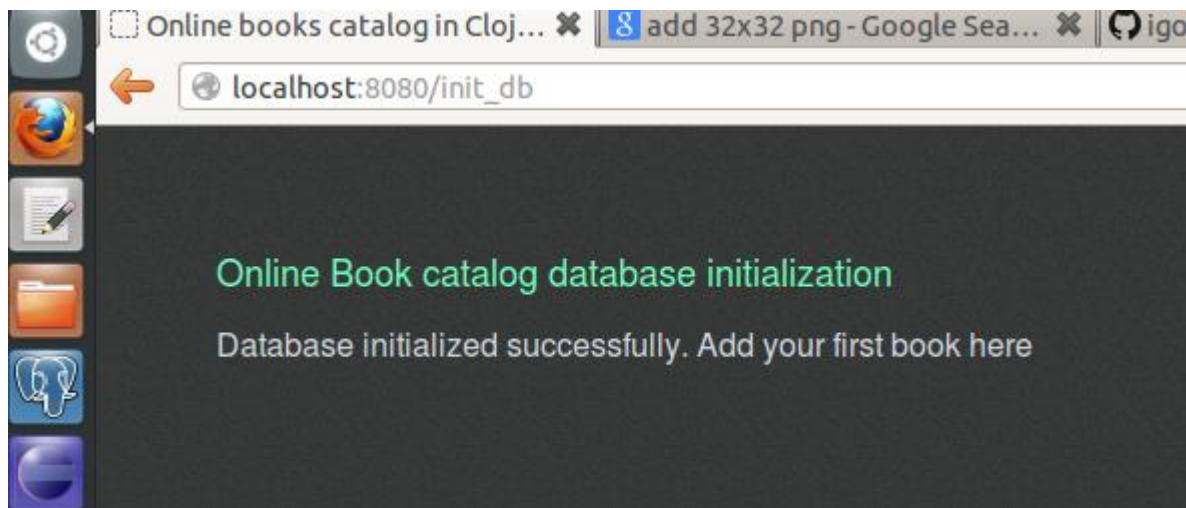 Online books catalog in Cloj... add 32x32 png - Google Sea... igo
localhost:8080/init_db
Online Book catalog database initialization
Database initialized successfully. Add your first book here